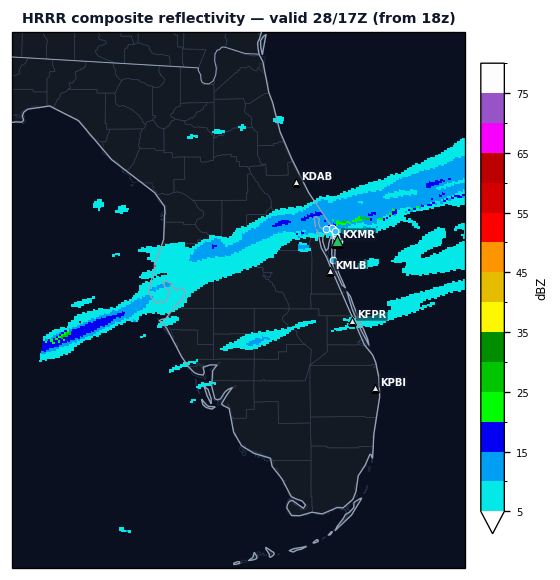 HRRR composite reflectivity — valid 28/17Z (from 18z)
KDAB
KXMR
KMLB
KFPR
KPBI
75
65
55
45
35
25
15
5
dBZ